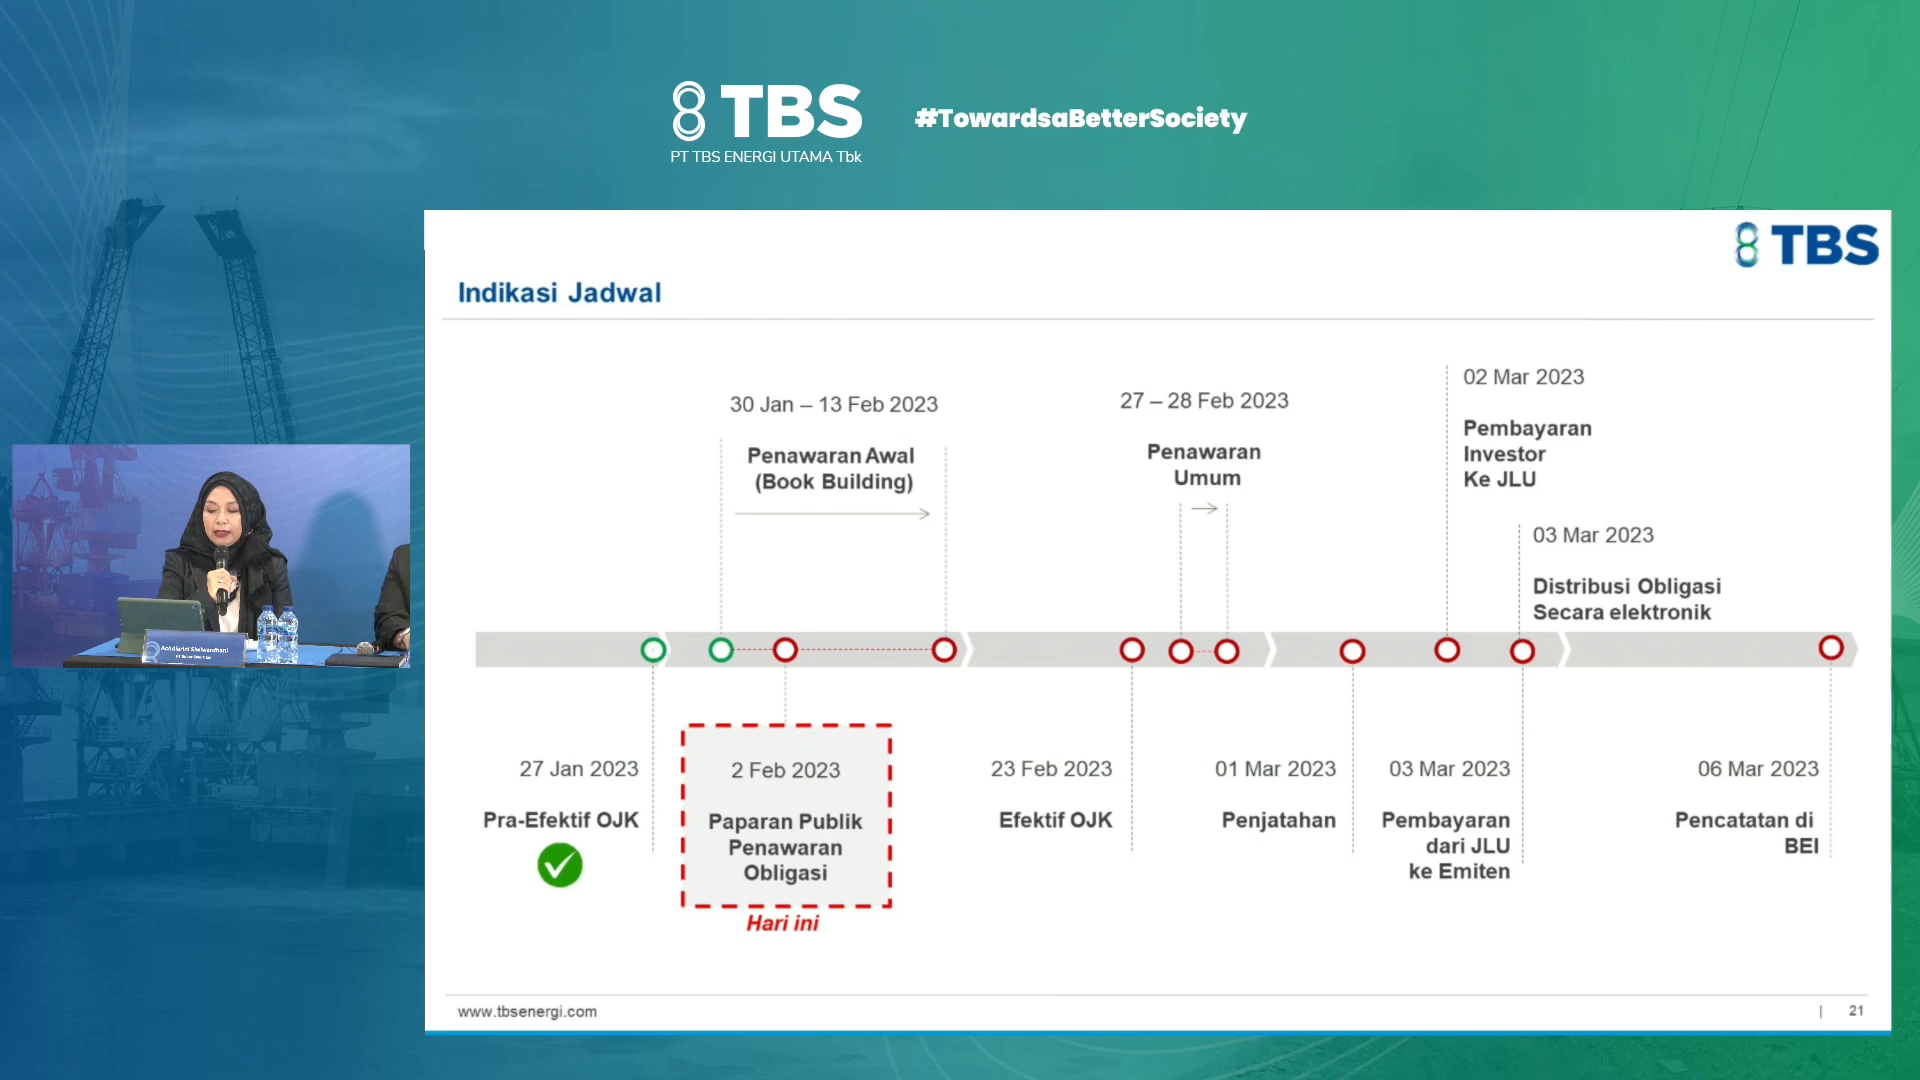 8 TBS
PT TBS ENERGI UTAMA Tbk
#TowardsaBetterSociety
8 TBS
Indikasi Jadwal
30 Jan – 13 Feb 2023
Penawaran Awal
(Book Building)
27 – 28 Feb 2023
Penawaran
Umum
02 Mar 2023
Pembayaran
Investor
Ke JLU
03 Mar 2023
Distribusi Obligasi
Secara elektronik
27 Jan 2023
Pra-Efektif OJK
2 Feb 2023
Paparan Publik
Penawaran
Obligasi
Hari ini
23 Feb 2023
Efektif OJK
01 Mar 2023
Penjatahan
03 Mar 2023
Pembayaran
dari JLU
ke Emiten
06 Mar 2023
Pencatatan di
BEI
www.tbsenergi.com
| 21